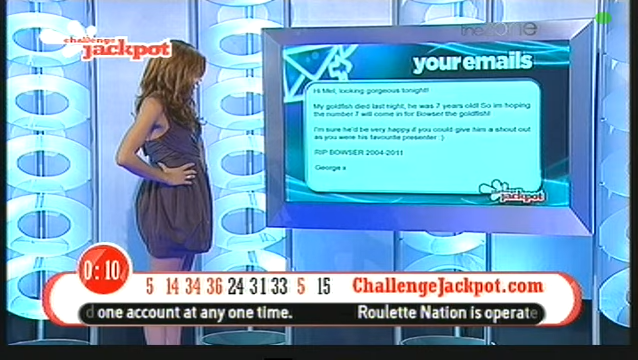 challenge
jackpot
the zone
your emails
Hi Mel, looking gorgeous tonight!
My goldfish died last night, he was 7 years old! So im hoping
the number 7 will come in for Bowser the goldfish!
I'm sure he'd be very happy if you could give him a shout out
as you were his favourite presenter :)
RIP BOWSER 2004-2011
George x
jackpot
0:10
5 14 34 36 24 31 33 5 15
ChallengeJackpot.com
d one account at any one time. Roulette Nation is operate